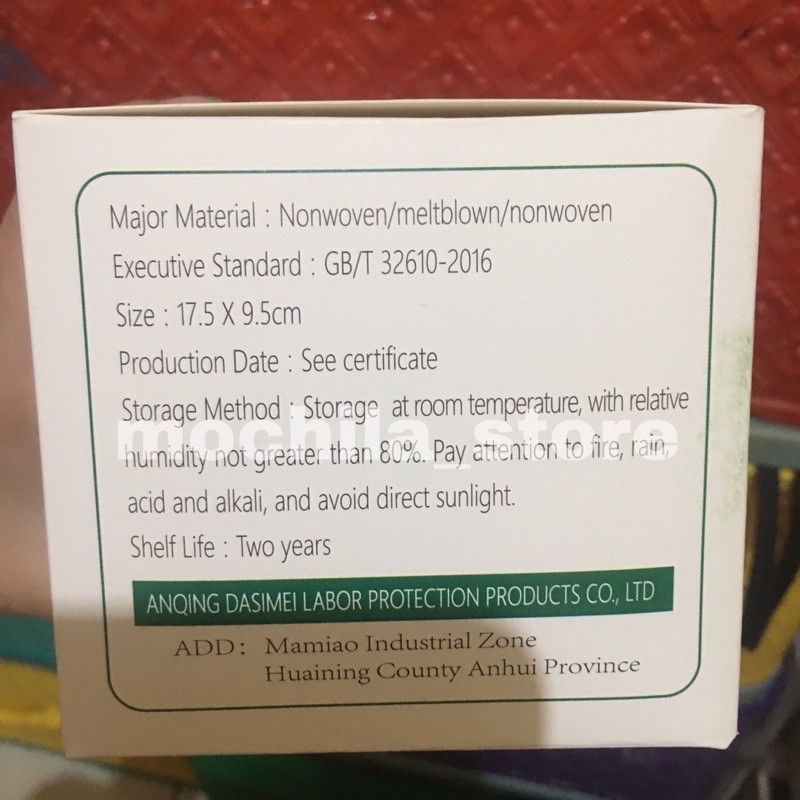 Major Material : Nonwoven/meltblown/nonwoven
Executive Standard : GB/T 32610-2016
Size : 17.5 X 9.5cm
Production Date : See certificate
Storage Method : Storage at room temperature, with relative
mochila_store
humidity not greater than 80%. Pay attention to fire, rain,
acid and alkali, and avoid direct sunlight.
Shelf Life : Two years
ANQING DASIMEI LABOR PROTECTION PRODUCTS CO., LTD
ADD: Mamiao Industrial Zone
Huaining County Anhui Province